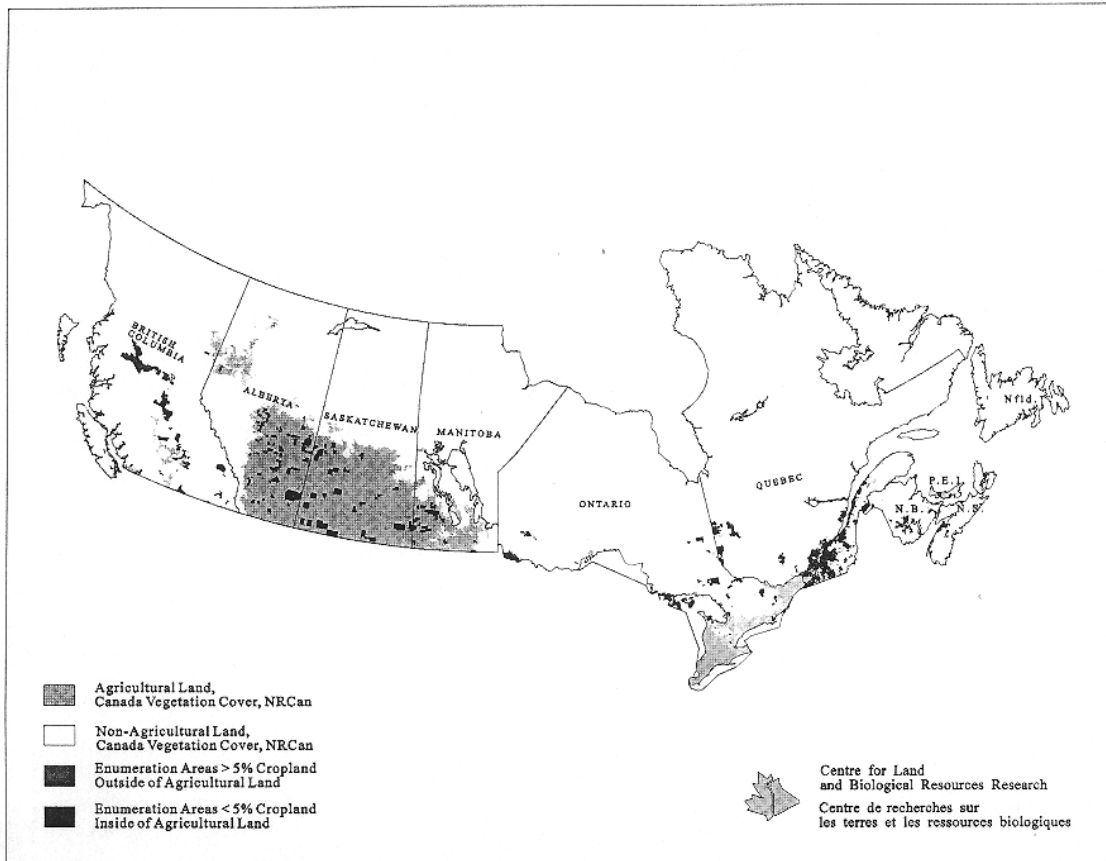 BRITISH
COLUMBIA
ALBERTA
SASKATCHEWAN
MANITOBA
ONTARIO
QUEBEC
Nfld.
P.E.I.
N.B.
N.S.
Agricultural Land,
Canada Vegetation Cover, NRCan
Non-Agricultural Land,
Canada Vegetation Cover, NRCan
Enumeration Areas > 5% Cropland
Outside of Agricultural Land
Enumeration Areas < 5% Cropland
Inside of Agricultural Land
Centre for Land
and Biological Resources Research
Centre de recherches sur
les terres et les ressources biologiques